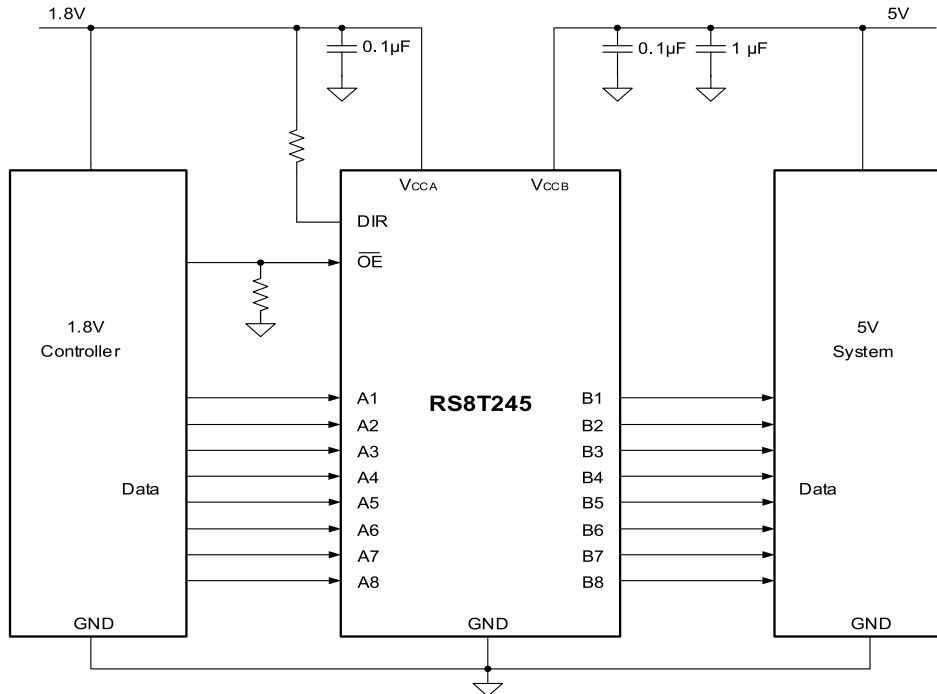 1.8V
5V
0.1μF
0.1μF
1 μF
VCCA
VCCB
DIR
OE
1.8V
Controller
5V
System
RS8T245
A1
A2
A3
A4
A5
A6
A7
A8
B1
B2
B3
B4
B5
B6
B7
B8
Data
Data
GND
GND
GND